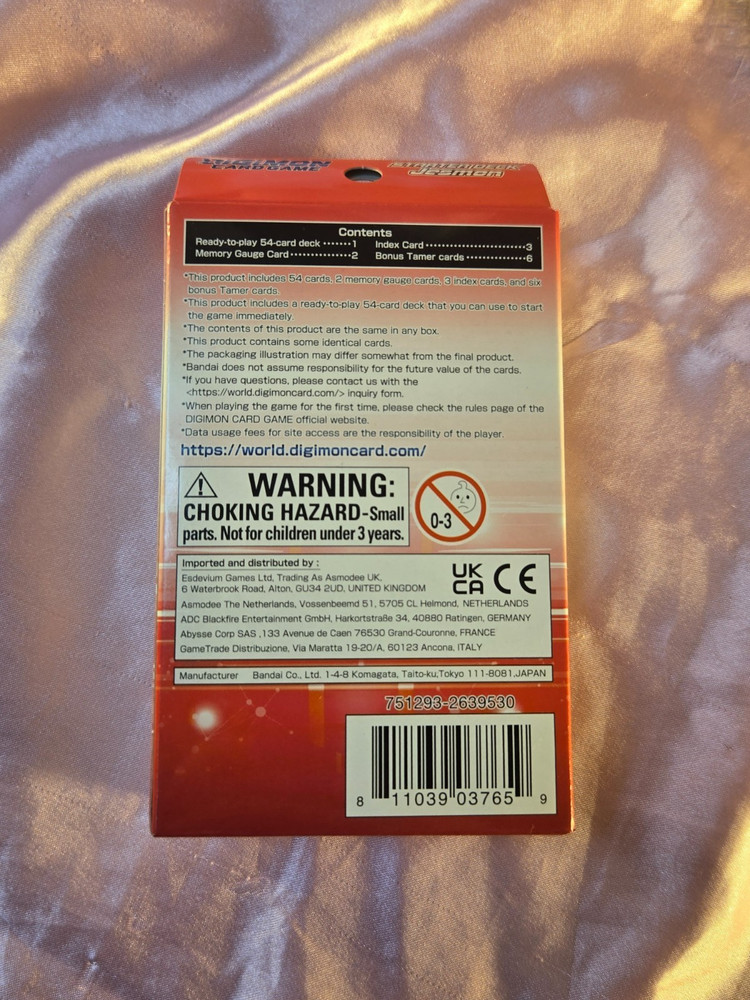 DIGIMON
CARD GAME
STARTER DECK
JESMON
Contents
Ready-to-play 54-card deck ·······1
Index Card ························3
Memory Gauge Card ···············2
Bonus Tamer cards ···············6
*This product includes 54 cards, 2 memory gauge cards, 3 index cards, and six
bonus Tamer cards.
*This product includes a ready-to-play 54-card deck that you can use to start
the game immediately.
*The contents of this product are the same in any box.
*This product contains some identical cards.
*The packaging illustration may differ somewhat from the final product.
*Bandai does not assume responsibility for the future value of the cards.
*If you have questions, please contact us with the
<https://world.digimoncard.com/> inquiry form.
*When playing the game for the first time, please check the rules page of the
DIGIMON CARD GAME official website.
*Data usage fees for site access are the responsibility of the player.
https://world.digimoncard.com/
WARNING:
CHOKING HAZARD-Small
parts. Not for children under 3 years.
0-3
Imported and distributed by :
Esdevium Games Ltd, Trading As Asmodee UK,
6 Waterbrook Road, Alton, GU34 2UD, UNITED KINGDOM
UK
CA
CE
Asmodee The Netherlands, Vossenbeemd 51, 5705 CL Helmond, NETHERLANDS
ADC Blackfire Entertainment GmbH, Harkortstraße 34, 40880 Ratingen, GERMANY
Abysse Corp SAS ,133 Avenue de Caen 76530 Grand-Couronne, FRANCE
GameTrade Distribuzione, Via Maratta 19-20/A, 60123 Ancona, ITALY
Manufacturer Bandai Co., Ltd. 1-4-8 Komagata, Taito-ku,Tokyo 111-8081,JAPAN
751293-2639530
8 11039 03765 9